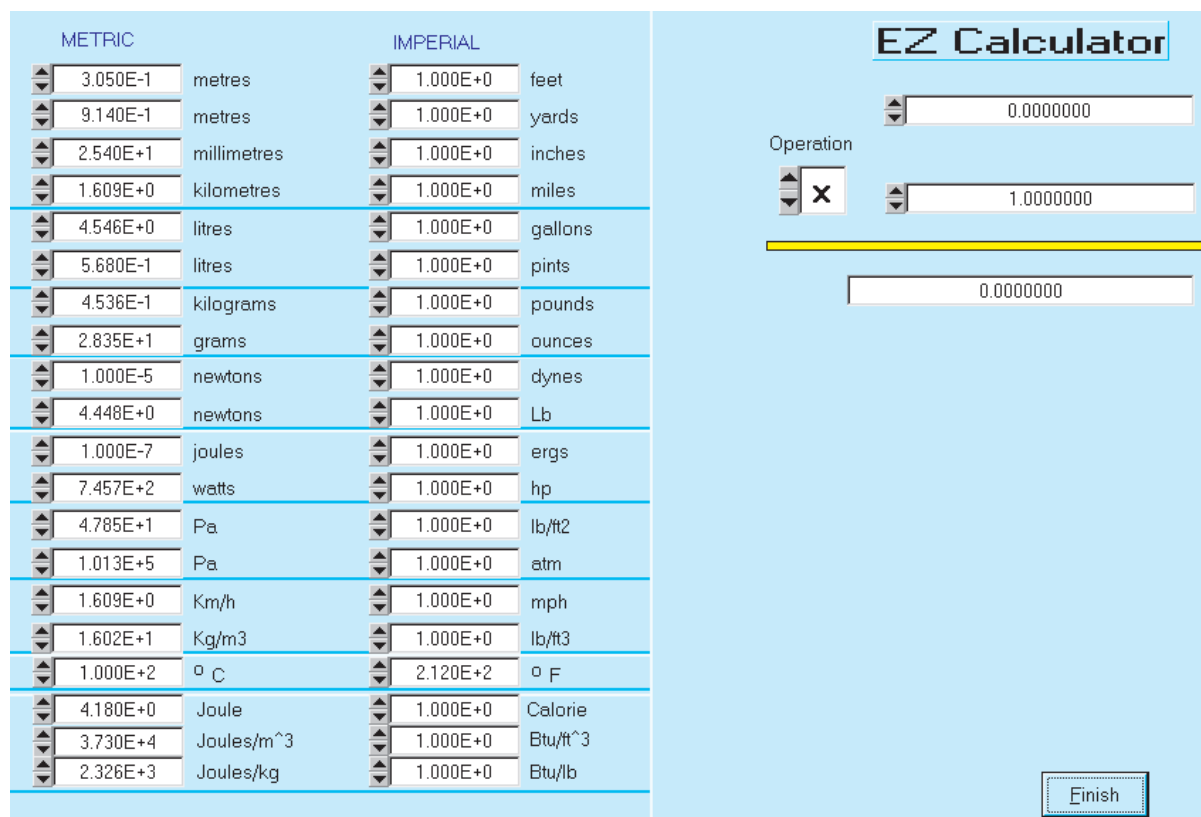 METRIC IMPERIAL
3.050E-1 metres 1.000E+0 feet
9.140E-1 metres 1.000E+0 yards
2.540E+1 millimetres 1.000E+0 inches
1.609E+0 kilometres 1.000E+0 miles
4.546E+0 litres 1.000E+0 gallons
5.680E-1 litres 1.000E+0 pints
4.536E-1 kilograms 1.000E+0 pounds
2.835E+1 grams 1.000E+0 ounces
1.000E-5 newtons 1.000E+0 dynes
4.448E+0 newtons 1.000E+0 Lb
1.000E-7 joules 1.000E+0 ergs
7.457E+2 watts 1.000E+0 hp
4.785E+1 Pa 1.000E+0 lb/ft2
1.013E+5 Pa 1.000E+0 atm
1.609E+0 Km/h 1.000E+0 mph
1.602E+1 Kg/m3 1.000E+0 lb/ft3
1.000E+2 º C 2.120E+2 º F
4.180E+0 Joule 1.000E+0 Calorie
3.730E+4 Joules/m^3 1.000E+0 Btu/ft^3
2.326E+3 Joules/kg 1.000E+0 Btu/lb
EZ Calculator
0.0000000
Operation
x 1.0000000
0.0000000
Finish